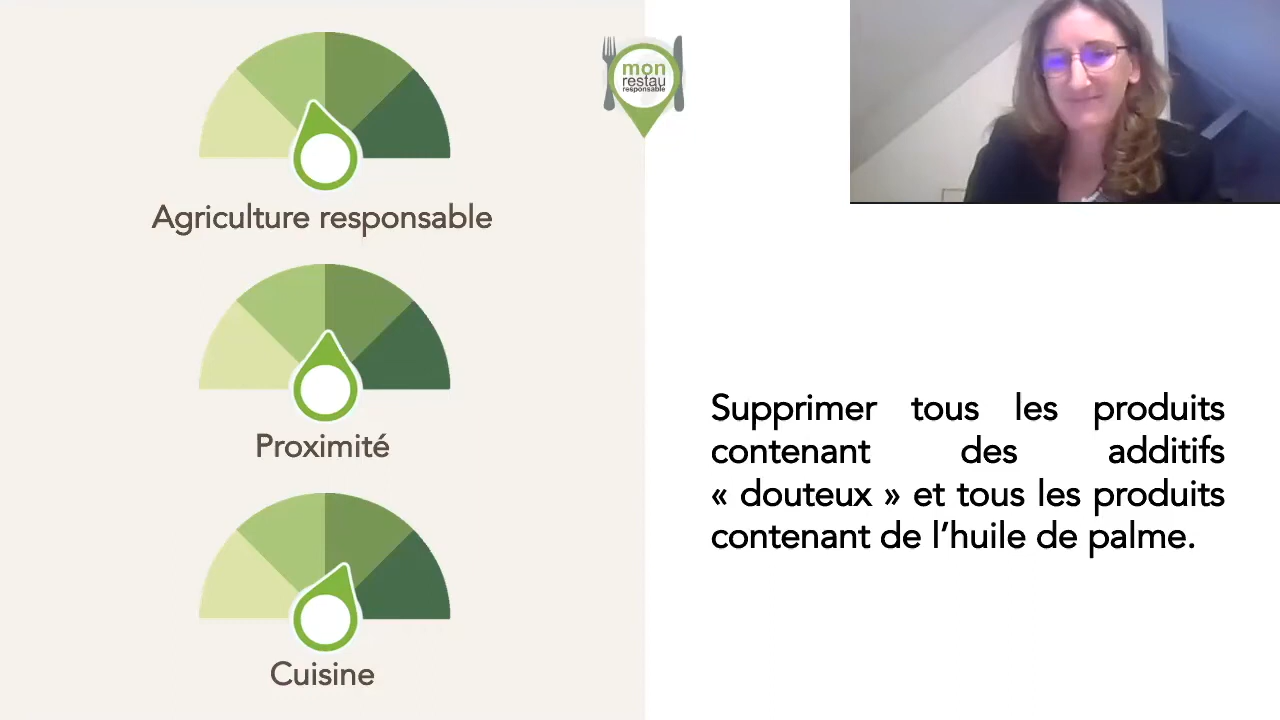 mon
restau
responsable
Agriculture responsable
Proximité
Cuisine
Supprimer tous les produits
contenant des additifs
« douteux » et tous les produits
contenant de l’huile de palme.